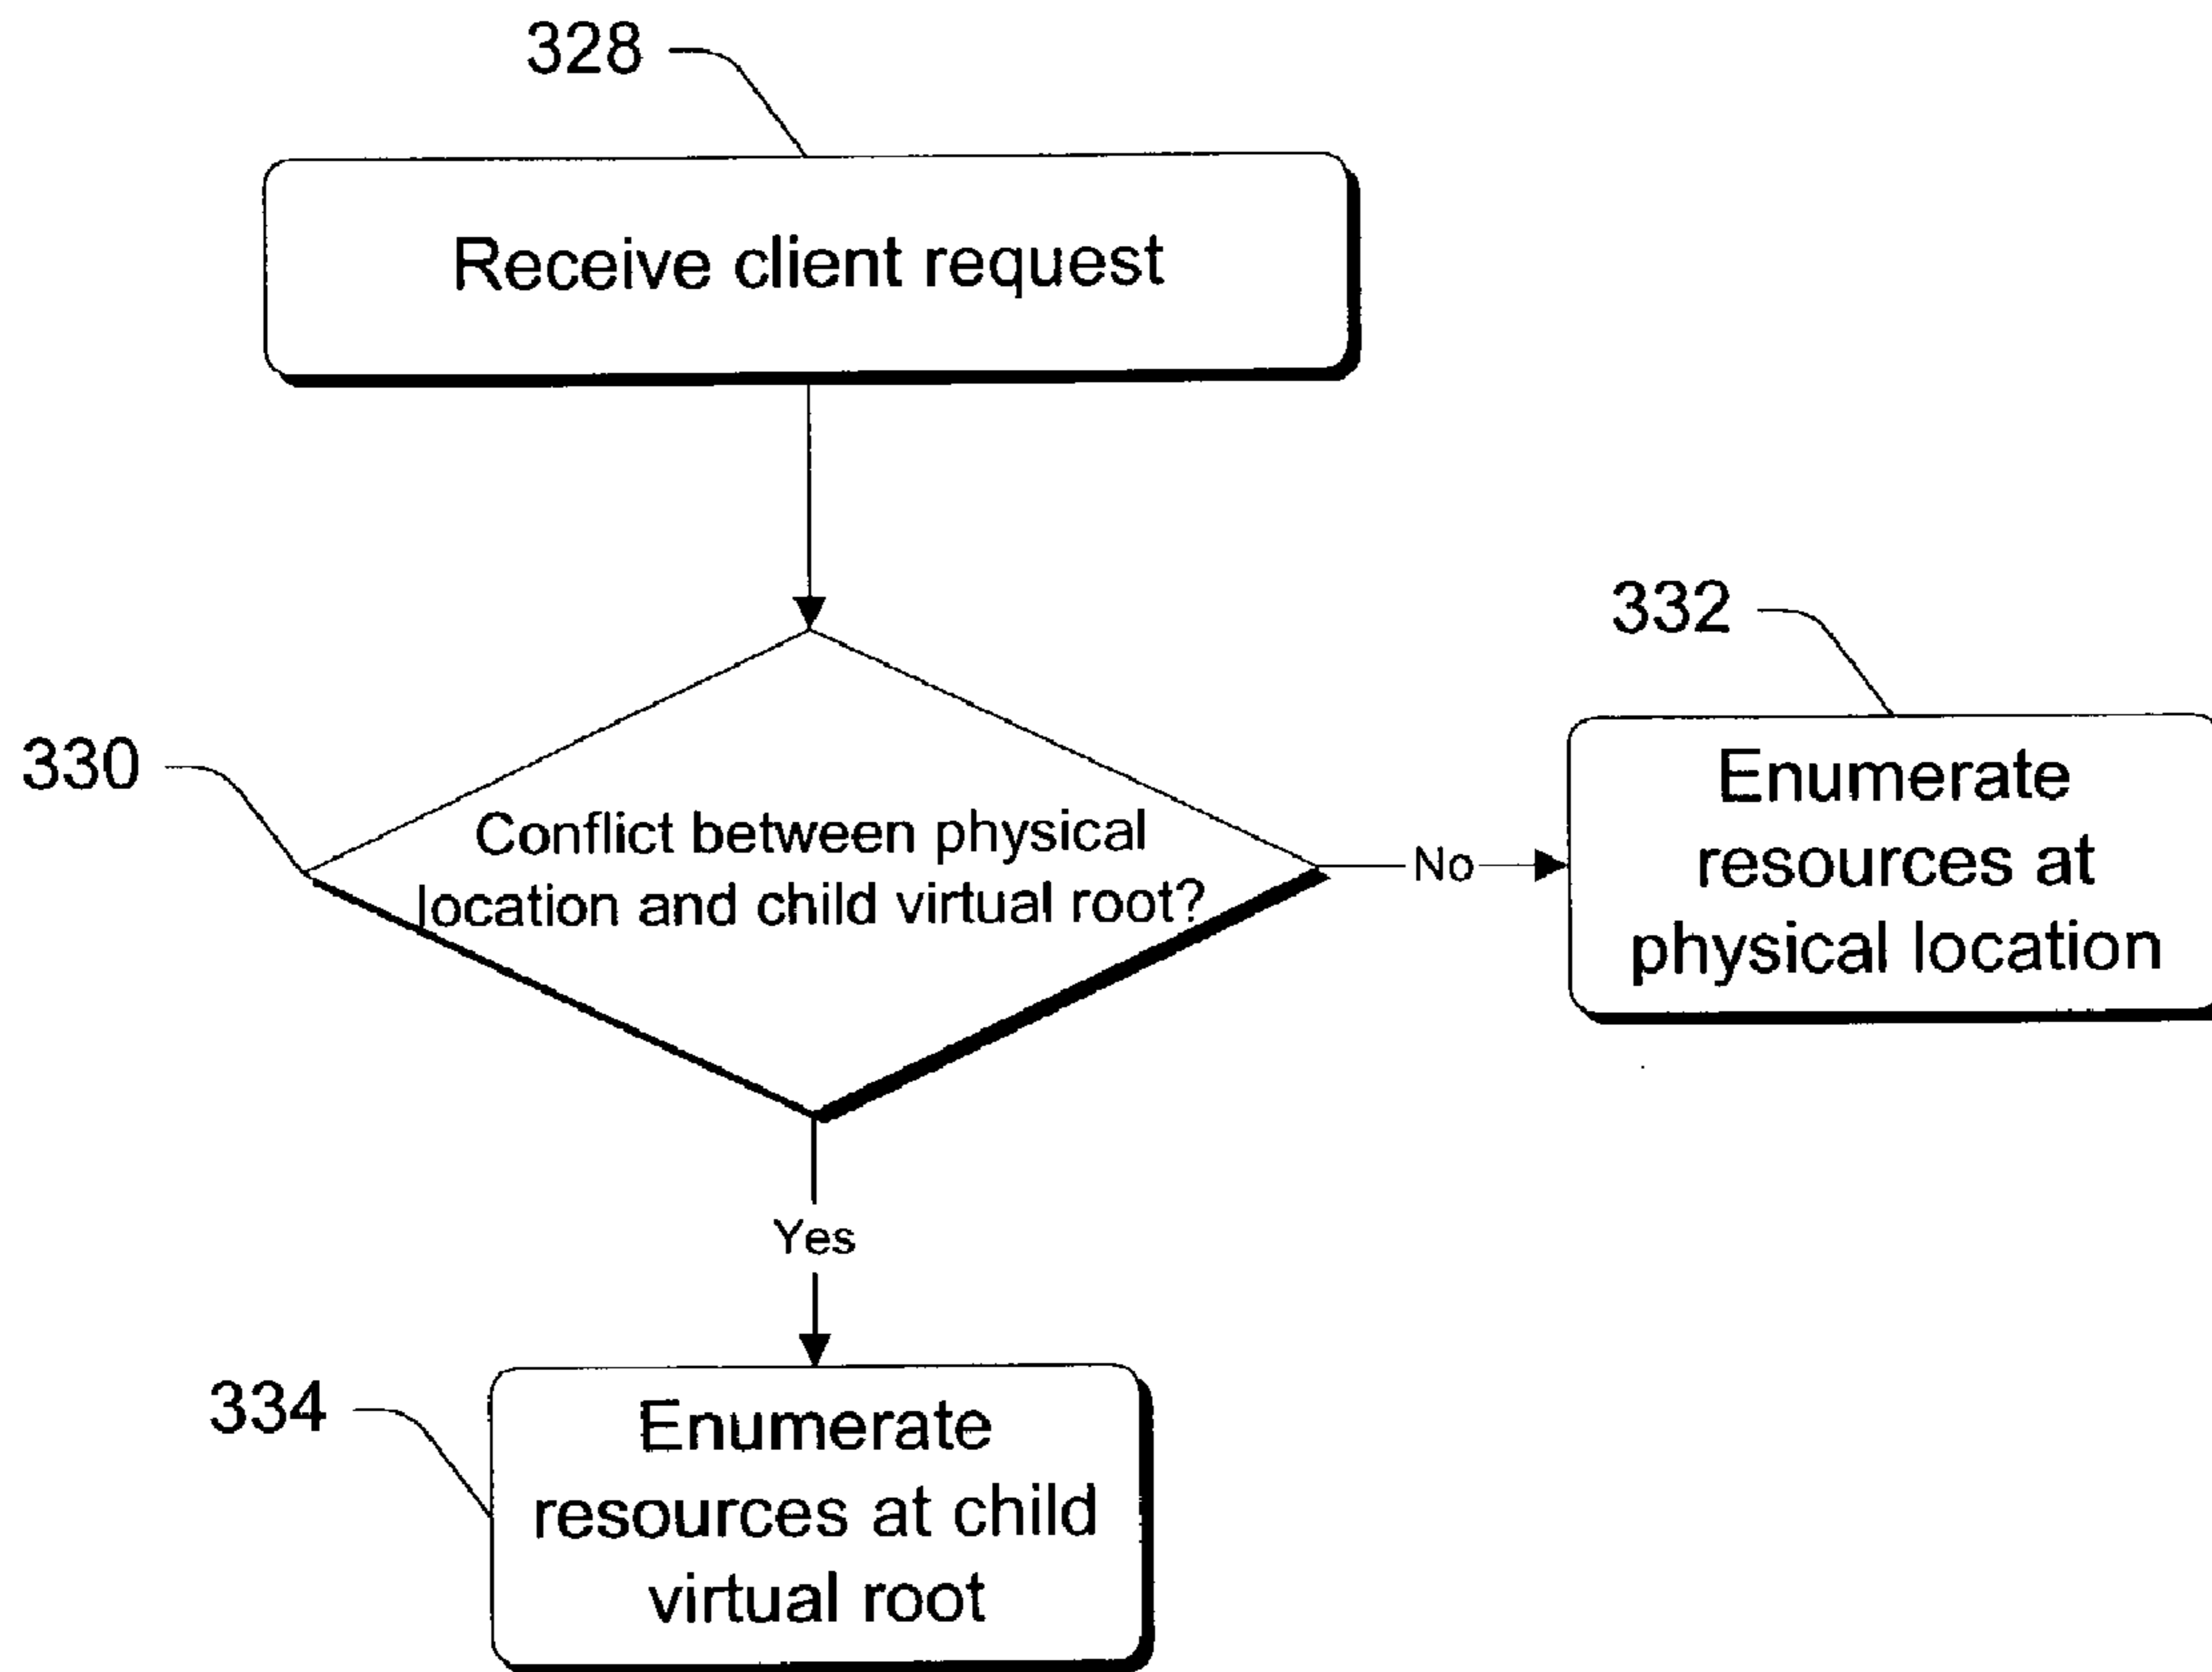 328
Receive client request
332
330
Conflict between physical
location and child virtual root?
No
Enumerate
resources at
physical location
Yes
334
Enumerate
resources at child
virtual root